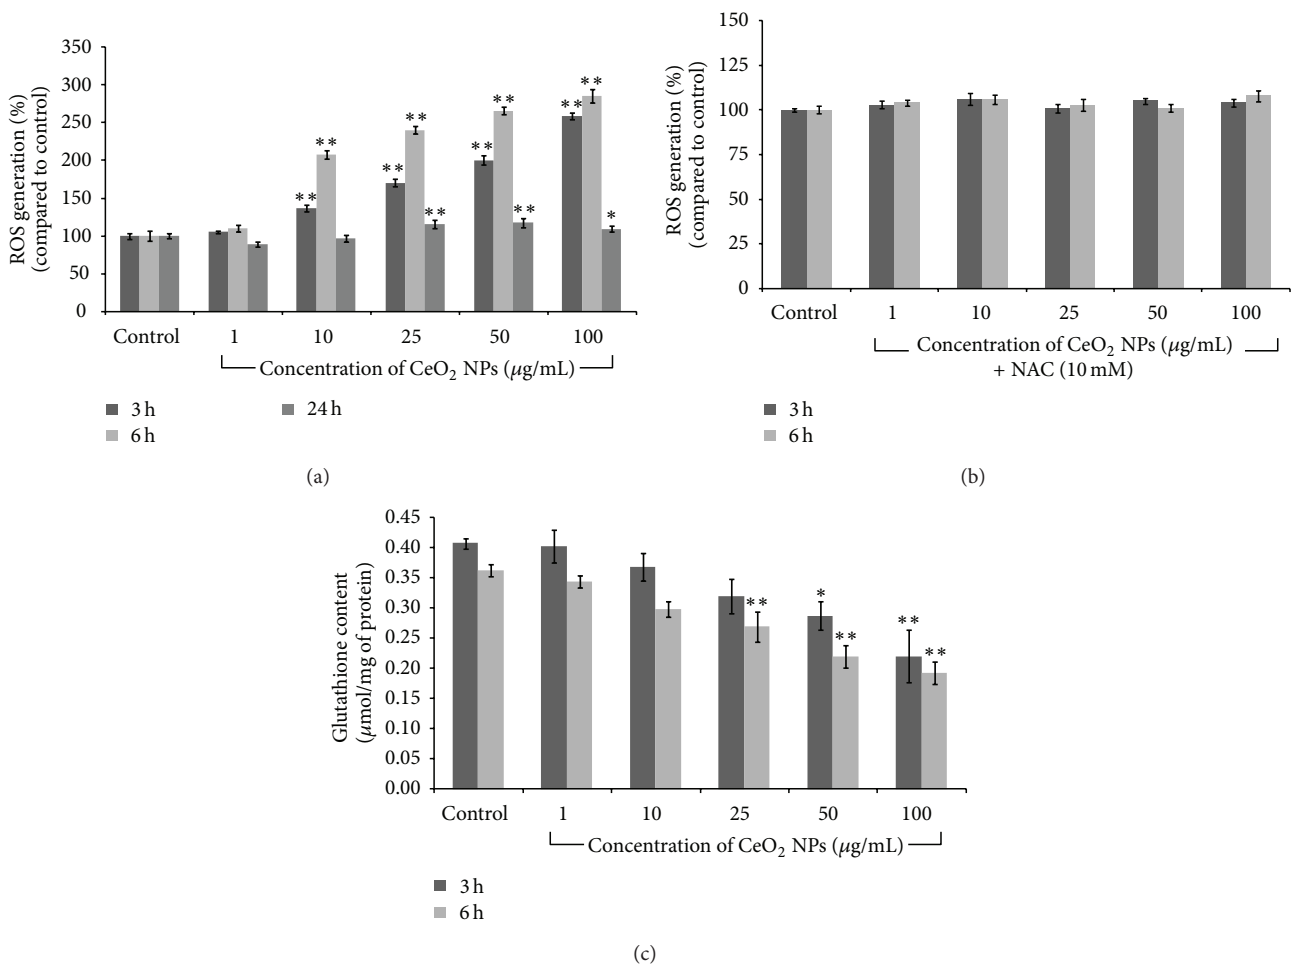 350
300
250
200
150
100
50
0
ROS generation (%)
(compared to control)
** ** ** ** ** ** ** ** ** ** *
Control 1 10 25 50 100
Concentration of CeO2 NPs (μg/mL)
3 h 24 h
6 h
(a)
150
125
100
75
50
25
0
ROS generation (%)
(compared to control)
Control 1 10 25 50 100
Concentration of CeO2 NPs (μg/mL)
+ NAC (10 mM)
3 h
6 h
(b)
0.45
0.40
0.35
0.30
0.25
0.20
0.15
0.10
0.05
0.00
Glutathione content
(μmol/mg of protein)
** * ** ** **
Control 1 10 25 50 100
Concentration of CeO2 NPs (μg/mL)
3 h
6 h
(c)